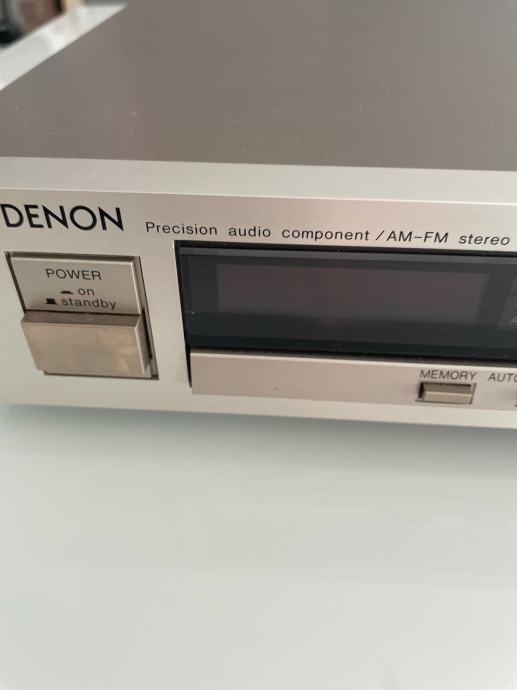 DENON Precision audio component / AM-FM stereo
POWER
on
standby
MEMORY